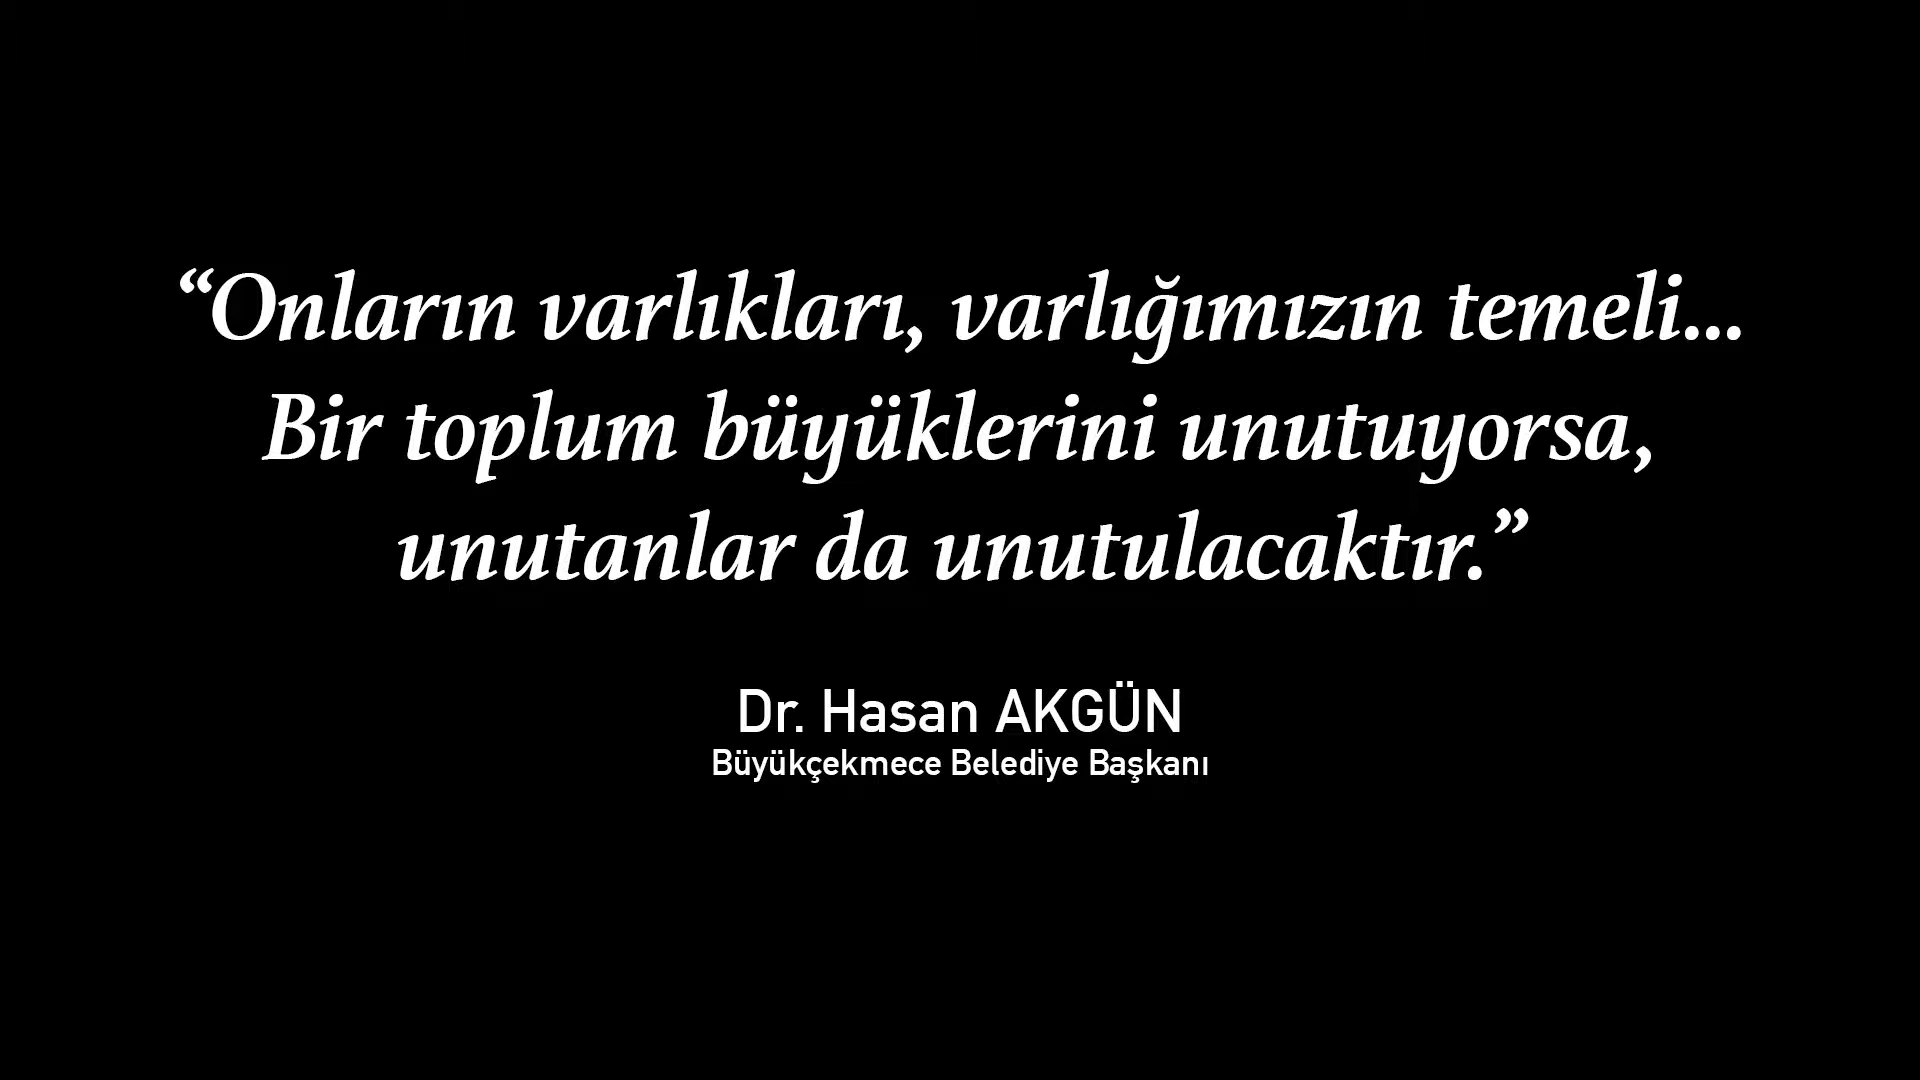 “Onların varlıkları, varlığımızın temeli...
Bir toplum büyüklerini unutuyorsa,
unutanlar da unutulacaktır.”
Dr. Hasan AKGÜN
Büyükçekmece Belediye Başkanı